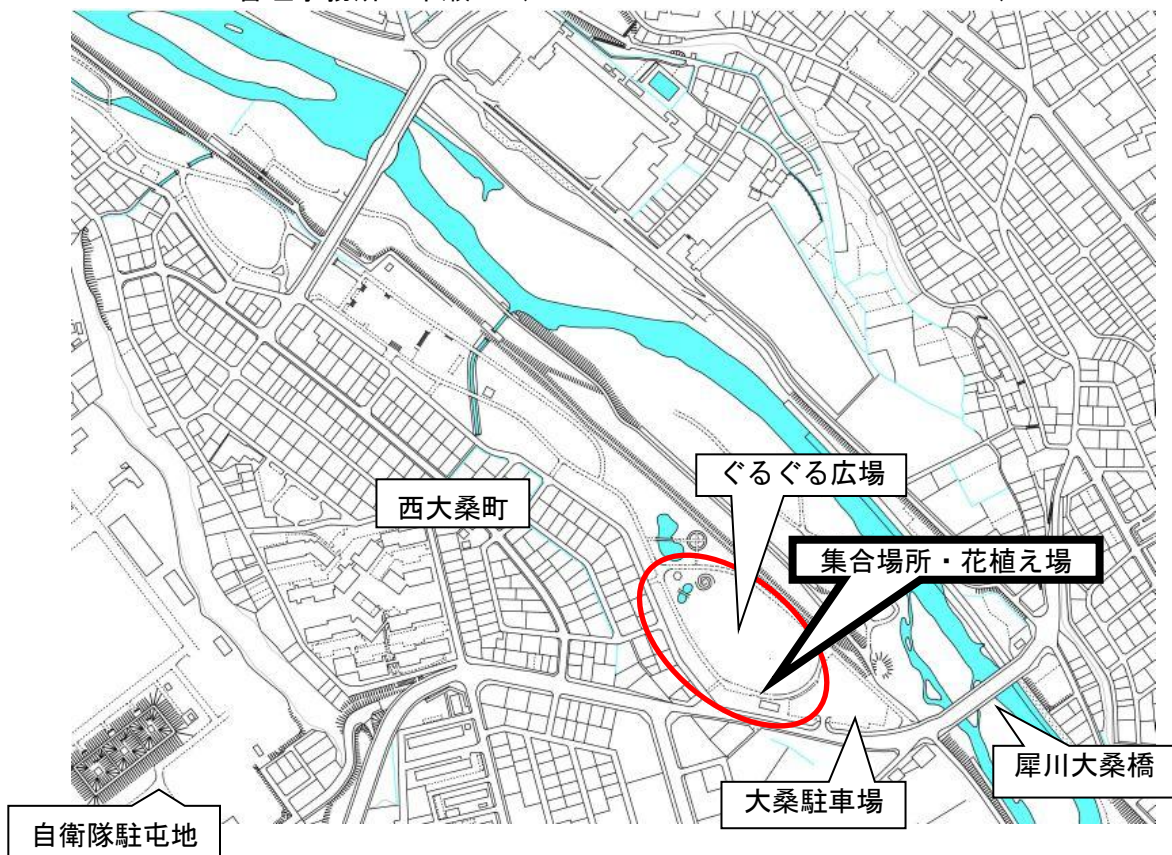 ぐるぐる広場
西大桑町
集合場所・花植え場
犀川大桑橋
大桑駐車場
自衛隊駐屯地